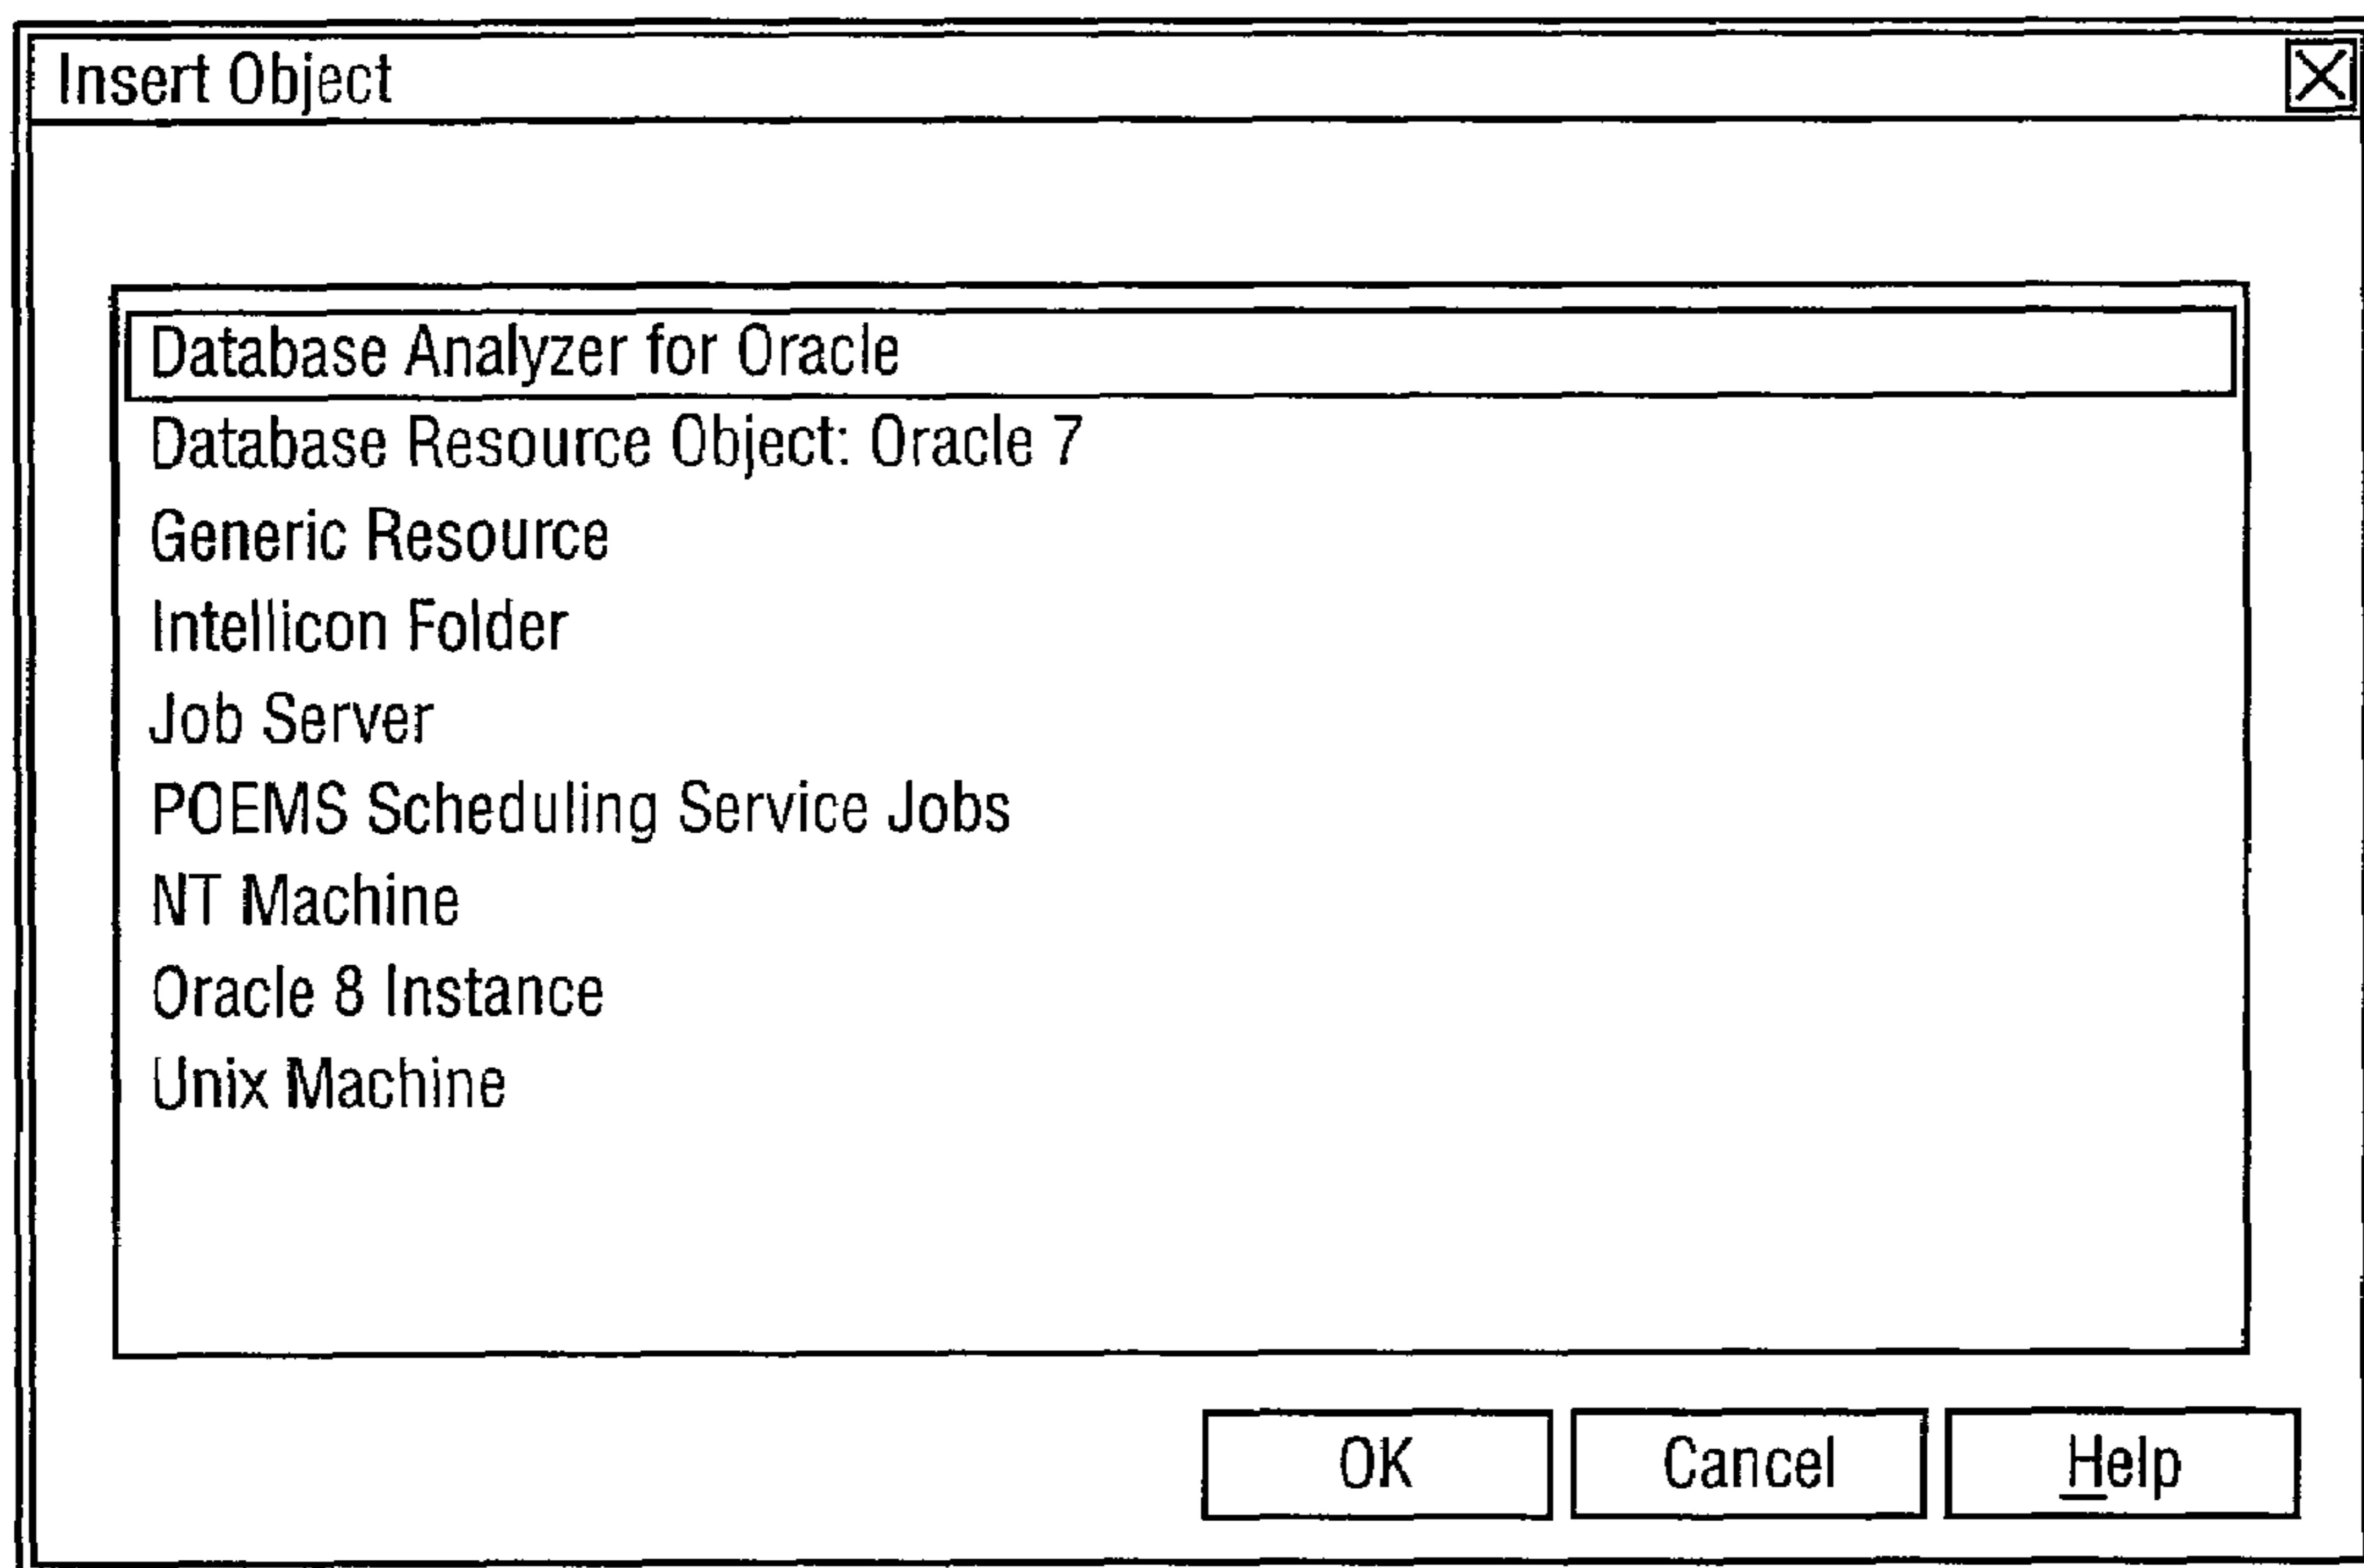 Insert Object
Database Analyzer for Oracle
Database Resource Object: Oracle 7
Generic Resource
Intellicon Folder
Job Server
POEMS Scheduling Service Jobs
NT Machine
Oracle 8 Instance
Unix Machine
OK Cancel Help